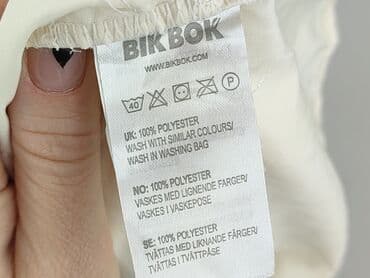 BIK BOK
WWW.BIKBOK.COM
40 P
UK: 100% POLYESTER
WASH WITH SIMILAR COLOURS/
WASH IN WASHING BAG
NO: 100% POLYESTER
VASKES MED LIGNENDE FARGER/
VASKES I VASKEPOSE
SE: 100% POLYESTER
TVÄTTAS MED LIKNANDE FÄRGER/
TVÄTTAS I TVÄTTPÅSE